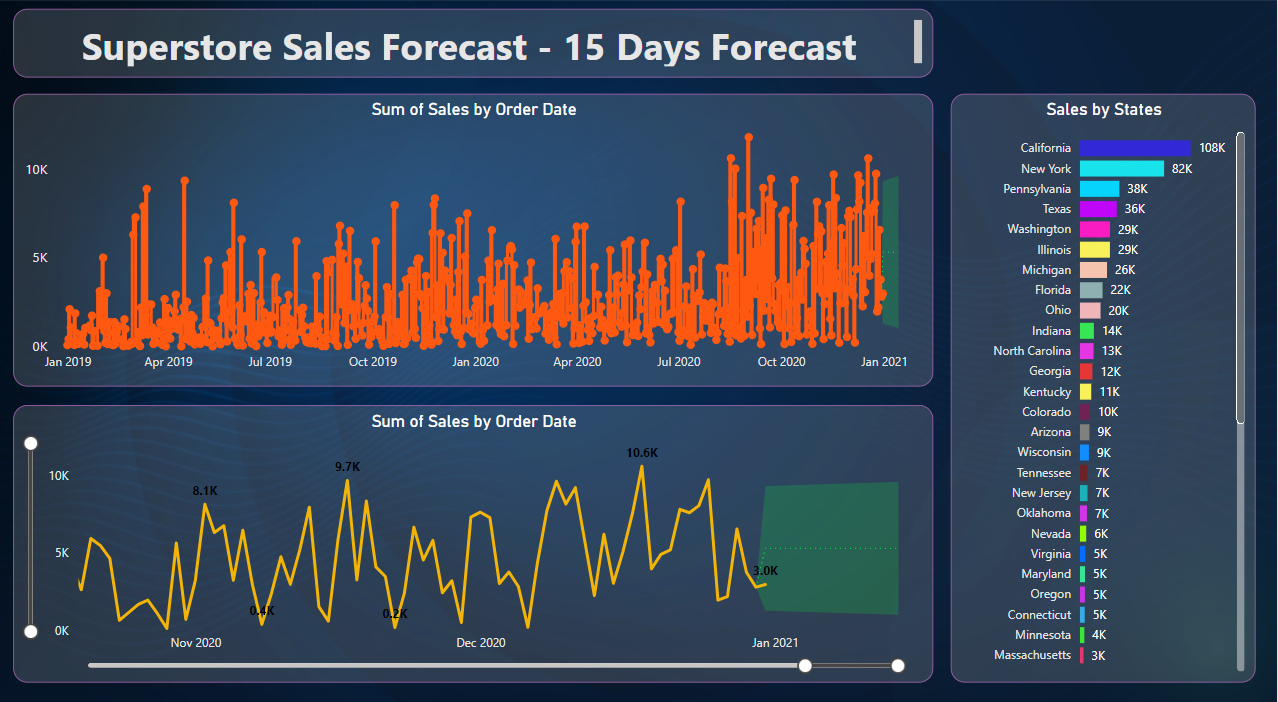 Superstore Sales Forecast - 15 Days Forecast
Sum of Sales by Order Date
10K
5K
0K
Jan 2019 Apr 2019 Jul 2019 Oct 2019 Jan 2020 Apr 2020 Jul 2020 Oct 2020 Jan 2021
Sum of Sales by Order Date
10K
5K
0K
8.1K
0.4K
9.7K
0.2K
10.6K
3.0K
Nov 2020 Dec 2020 Jan 2021
Sales by States
California 108K
New York 82K
Pennsylvania 38K
Texas 36K
Washington 29K
Illinois 29K
Michigan 26K
Florida 22K
Ohio 20K
Indiana 14K
North Carolina 13K
Georgia 12K
Kentucky 11K
Colorado 10K
Arizona 9K
Wisconsin 9K
Tennessee 7K
New Jersey 7K
Oklahoma 7K
Nevada 6K
Virginia 5K
Maryland 5K
Oregon 5K
Connecticut 5K
Minnesota 4K
Massachusetts 3K